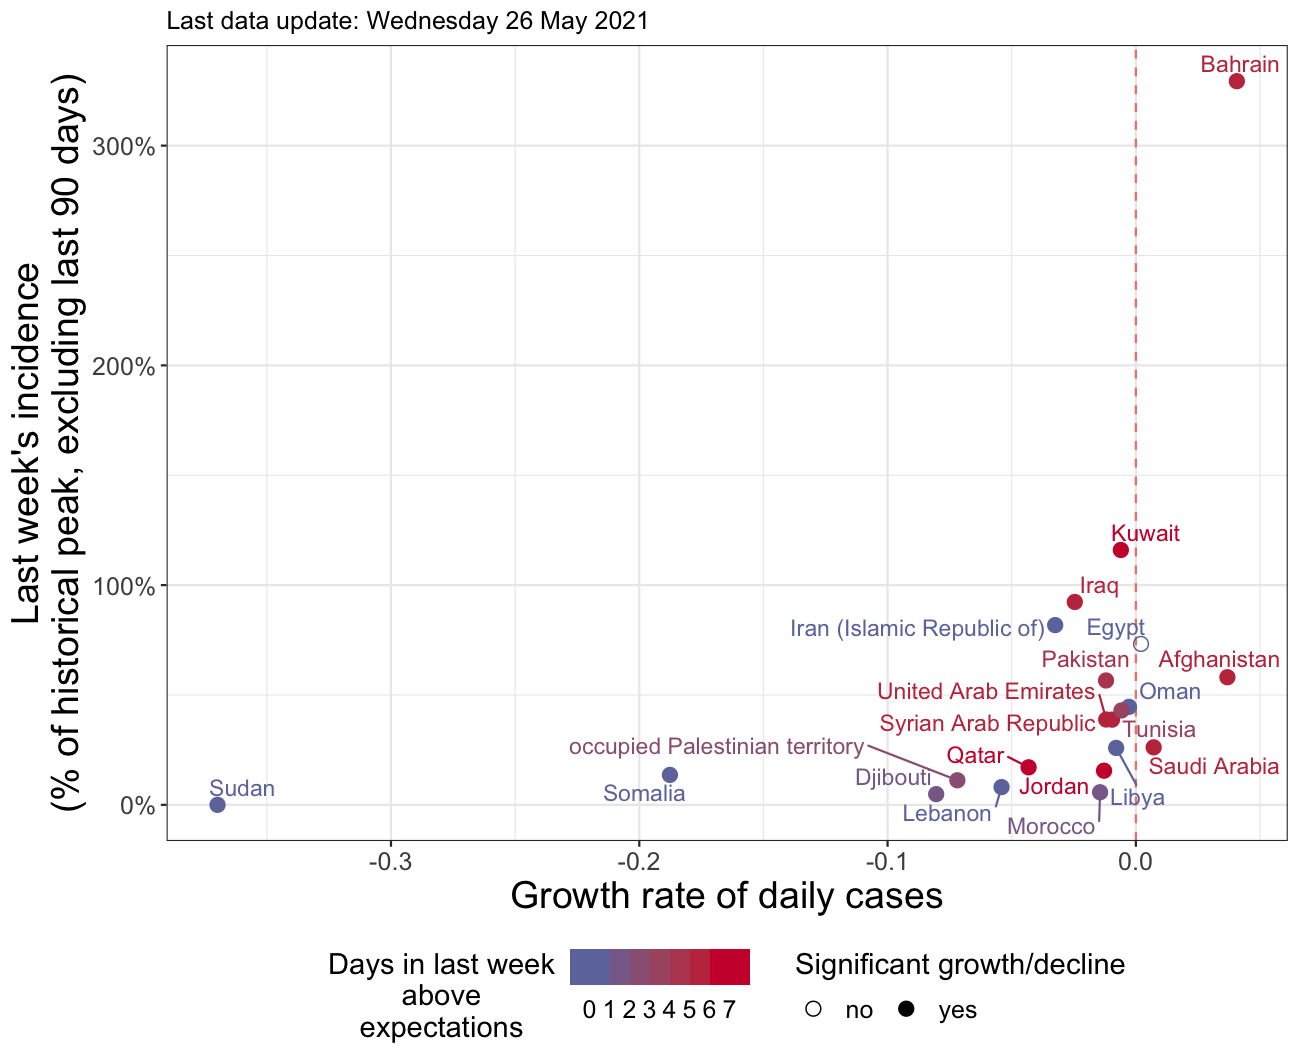 Last data update: Wednesday 26 May 2021
Last week's incidence
(% of historical peak, excluding last 90 days)
300%
200%
100%
0%
Bahrain
Kuwait
Iraq
Iran (Islamic Republic of)
Egypt
Pakistan
Afghanistan
United Arab Emirates
Oman
Syrian Arab Republic
Tunisia
occupied Palestinian territory
Qatar
Saudi Arabia
Djibouti
Jordan
Sudan
Somalia
Libya
Lebanon
Morocco
-0.3 -0.2 -0.1 0.0
Growth rate of daily cases
Days in last week
above
expectations
0 1 2 3 4 5 6 7
Significant growth/decline
no yes